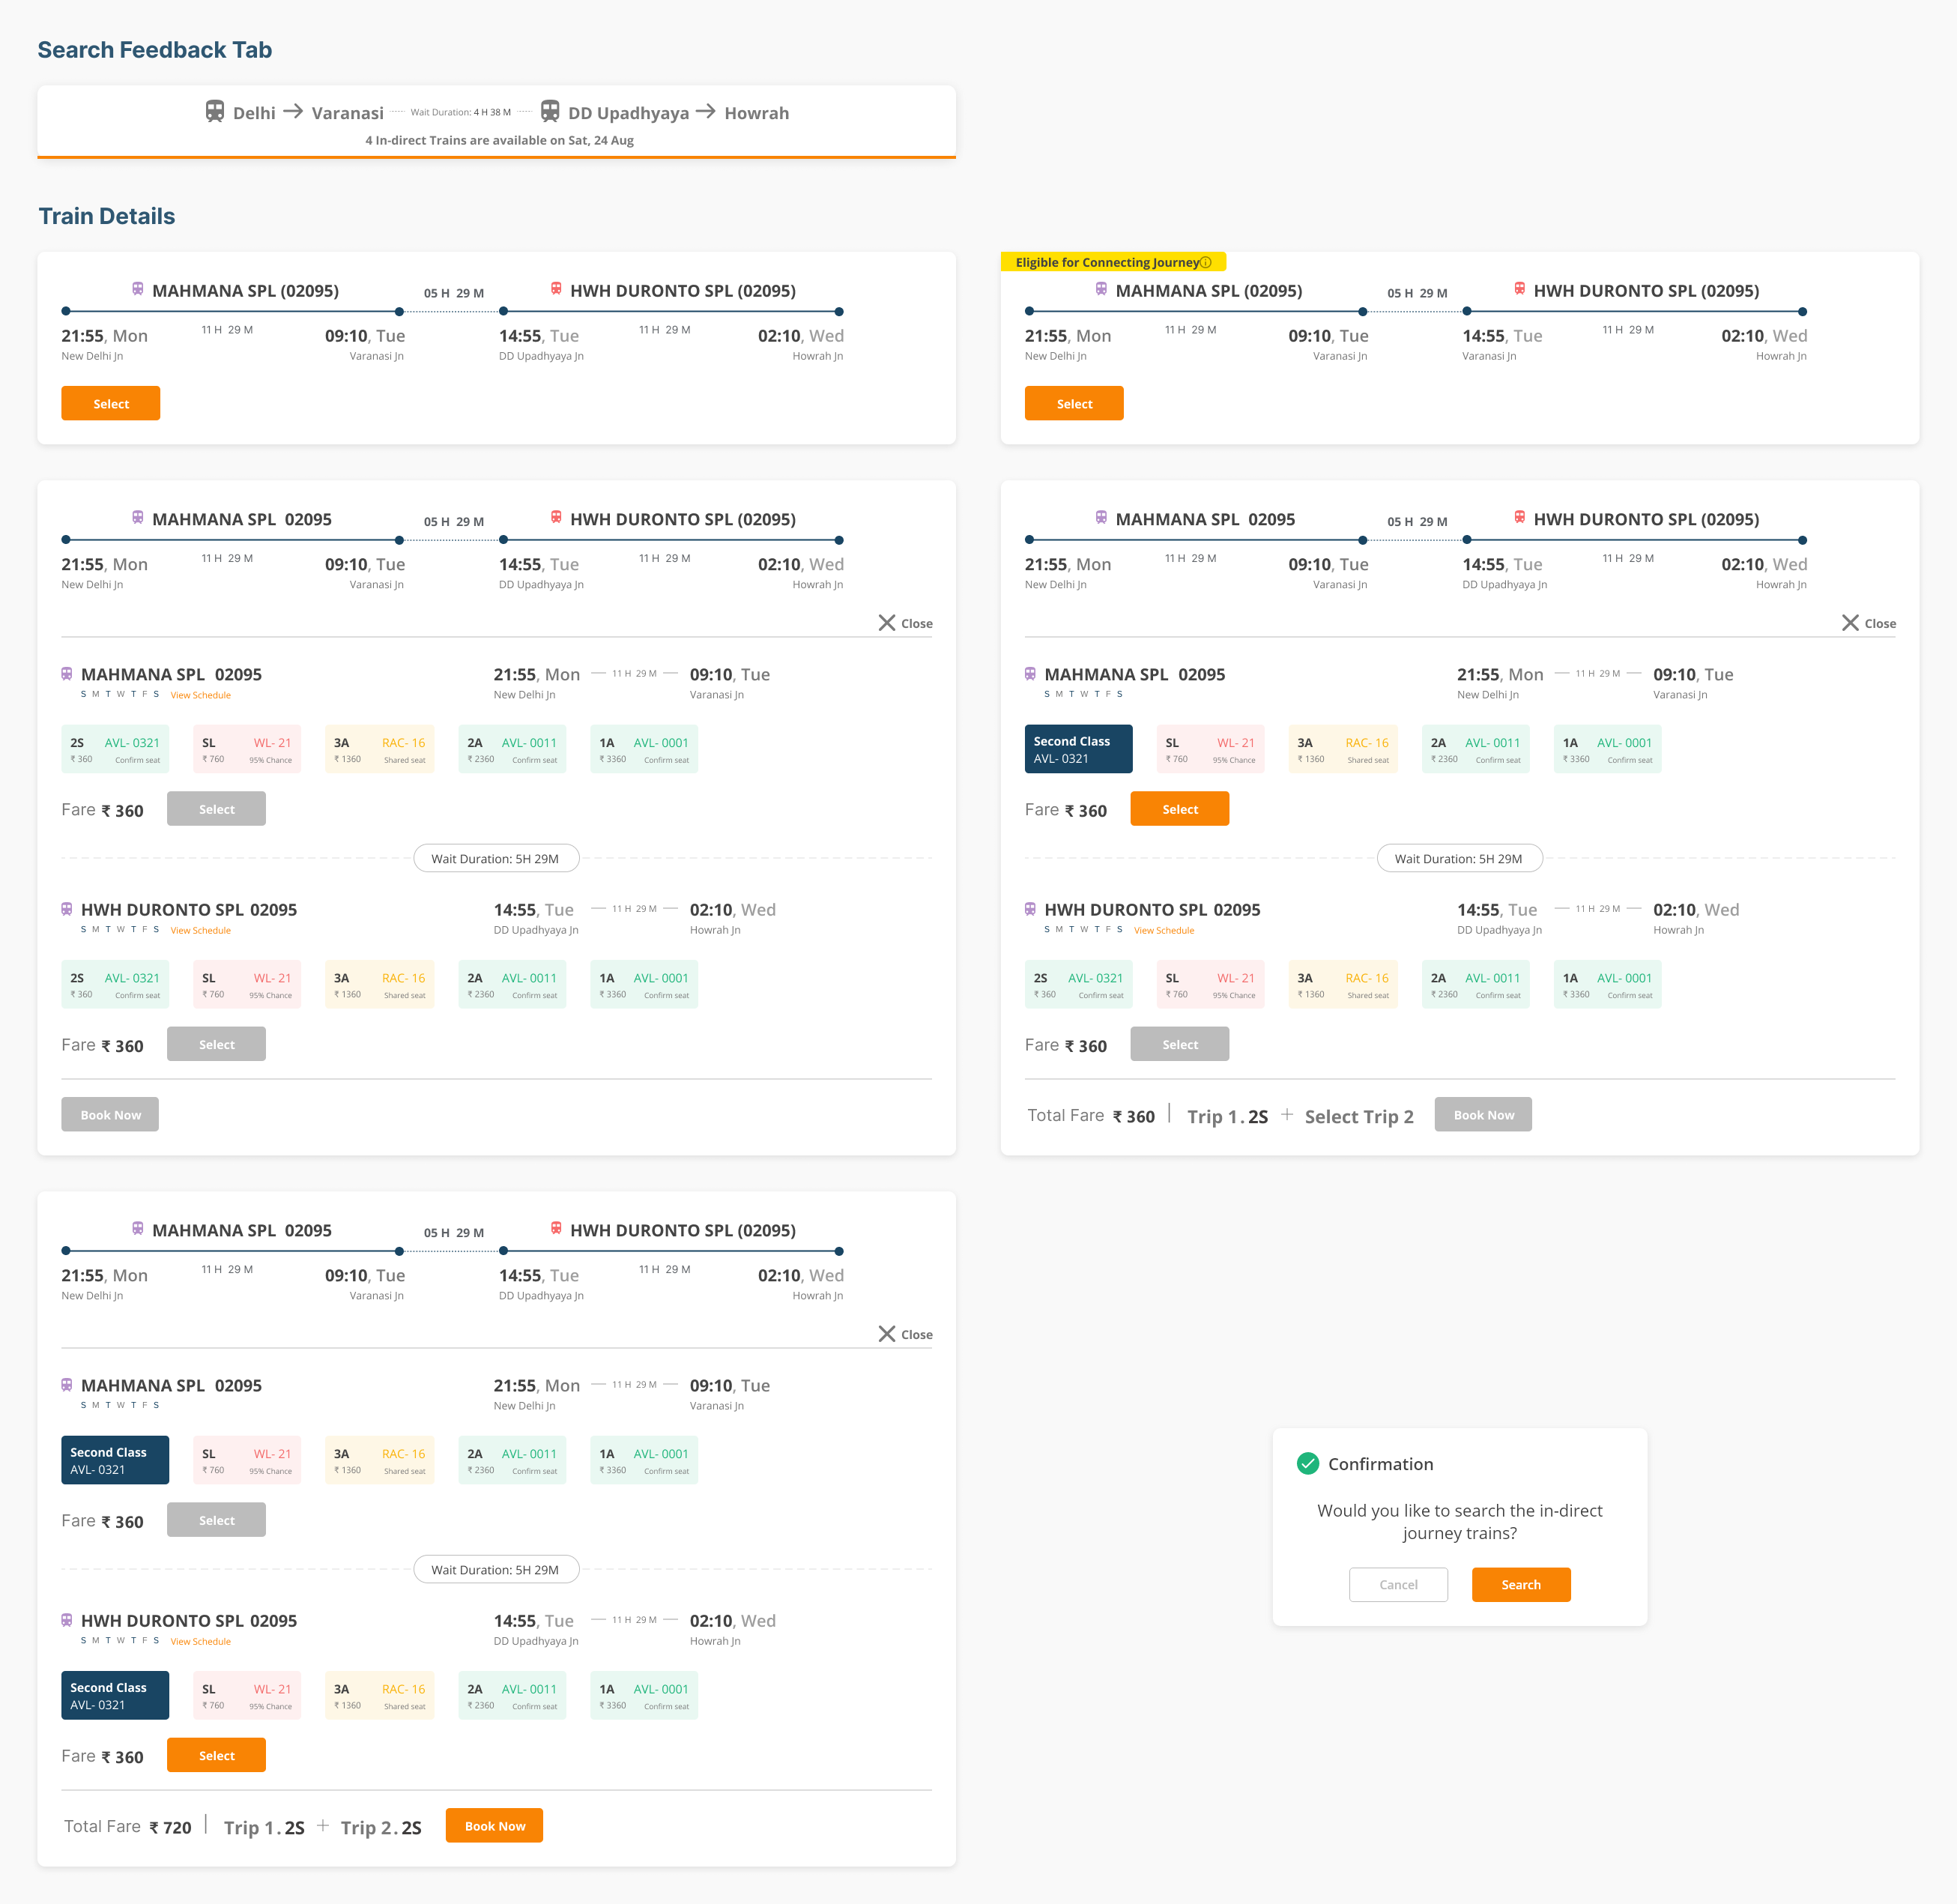 Search Feedback Tab
Delhi → Varanasi Wait Duration: 4 H 38 M DD Upadhyaya → Howrah
4 In-direct Trains are available on Sat, 24 Aug
Train Details
MAHMANA SPL (02095) 05 H 29 M HWH DURONTO SPL (02095)
21:55, Mon 11 H 29 M 09:10, Tue 14:55, Tue 11 H 29 M 02:10, Wed
New Delhi Jn Varanasi Jn DD Upadhyaya Jn Howrah Jn
Select
Eligible for Connecting Journey
MAHMANA SPL (02095) 05 H 29 M HWH DURONTO SPL (02095)
21:55, Mon 11 H 29 M 09:10, Tue 14:55, Tue 11 H 29 M 02:10, Wed
New Delhi Jn Varanasi Jn Varanasi Jn Howrah Jn
Select
MAHMANA SPL 02095 05 H 29 M HWH DURONTO SPL (02095)
21:55, Mon 11 H 29 M 09:10, Tue 14:55, Tue 11 H 29 M 02:10, Wed
New Delhi Jn Varanasi Jn DD Upadhyaya Jn Howrah Jn
Close
MAHMANA SPL 02095 21:55, Mon 11 H 29 M 09:10, Tue
S M T W T F S View Schedule New Delhi Jn Varanasi Jn
2S AVL- 0321 SL WL- 21 3A RAC- 16 2A AVL- 0011 1A AVL- 0001
₹ 360 Confirm seat ₹ 760 95% Chance ₹ 1360 Shared seat ₹ 2360 Confirm seat ₹ 3360 Confirm seat
Fare ₹ 360 Select
Wait Duration: 5H 29M
HWH DURONTO SPL 02095 14:55, Tue 11 H 29 M 02:10, Wed
S M T W T F S View Schedule DD Upadhyaya Jn Howrah Jn
2S AVL- 0321 SL WL- 21 3A RAC- 16 2A AVL- 0011 1A AVL- 0001
₹ 360 Confirm seat ₹ 760 95% Chance ₹ 1360 Shared seat ₹ 2360 Confirm seat ₹ 3360 Confirm seat
Fare ₹ 360 Select
Book Now
MAHMANA SPL 02095 05 H 29 M HWH DURONTO SPL (02095)
21:55, Mon 11 H 29 M 09:10, Tue 14:55, Tue 11 H 29 M 02:10, Wed
New Delhi Jn Varanasi Jn DD Upadhyaya Jn Howrah Jn
Close
MAHMANA SPL 02095 21:55, Mon 11 H 29 M 09:10, Tue
S M T W T F S New Delhi Jn Varanasi Jn
Second Class SL WL- 21 3A RAC- 16 2A AVL- 0011 1A AVL- 0001
AVL- 0321 ₹ 760 95% Chance ₹ 1360 Shared seat ₹ 2360 Confirm seat ₹ 3360 Confirm seat
Fare ₹ 360 Select
Wait Duration: 5H 29M
HWH DURONTO SPL 02095 14:55, Tue 11 H 29 M 02:10, Wed
S M T W T F S View Schedule DD Upadhyaya Jn Howrah Jn
2S AVL- 0321 SL WL- 21 3A RAC- 16 2A AVL- 0011 1A AVL- 0001
₹ 360 Confirm seat ₹ 760 95% Chance ₹ 1360 Shared seat ₹ 2360 Confirm seat ₹ 3360 Confirm seat
Fare ₹ 360 Select
Total Fare ₹ 360 | Trip 1 . 2S + Select Trip 2 Book Now
MAHMANA SPL 02095 05 H 29 M HWH DURONTO SPL (02095)
21:55, Mon 11 H 29 M 09:10, Tue 14:55, Tue 11 H 29 M 02:10, Wed
New Delhi Jn Varanasi Jn DD Upadhyaya Jn Howrah Jn
Close
MAHMANA SPL 02095 21:55, Mon 11 H 29 M 09:10, Tue
S M T W T F S New Delhi Jn Varanasi Jn
Second Class SL WL- 21 3A RAC- 16 2A AVL- 0011 1A AVL- 0001
AVL- 0321 ₹ 760 95% Chance ₹ 1360 Shared seat ₹ 2360 Confirm seat ₹ 3360 Confirm seat
Fare ₹ 360 Select
Wait Duration: 5H 29M
HWH DURONTO SPL 02095 14:55, Tue 11 H 29 M 02:10, Wed
S M T W T F S View Schedule DD Upadhyaya Jn Howrah Jn
Second Class SL WL- 21 3A RAC- 16 2A AVL- 0011 1A AVL- 0001
AVL- 0321 ₹ 760 95% Chance ₹ 1360 Shared seat ₹ 2360 Confirm seat ₹ 3360 Confirm seat
Fare ₹ 360 Select
Total Fare ₹ 720 | Trip 1 . 2S + Trip 2 . 2S Book Now
Confirmation
Would you like to search the in-direct
journey trains?
Cancel Search